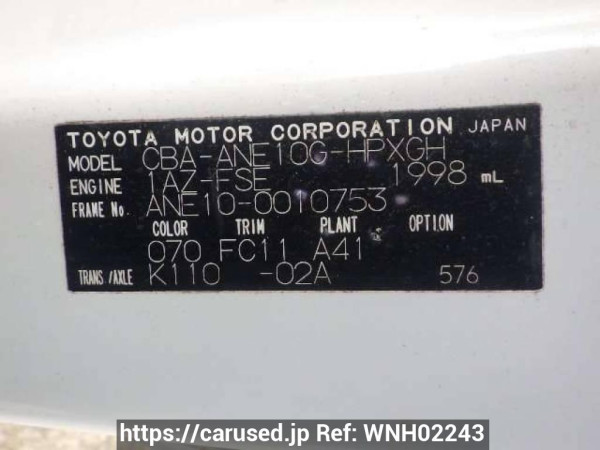 TOYOTA MOTOR CORPORATION JAPAN
MODEL CBA-ANE10G-HPXGH
ENGINE 1AZ-FSE 1998 mL
FRAME No. ANE10-0010753
COLOR TRIM PLANT OPTION
070 FC11 A41
TRANS./AXLE K110 -02A 576
https://carused.jp Ref: WNH02243